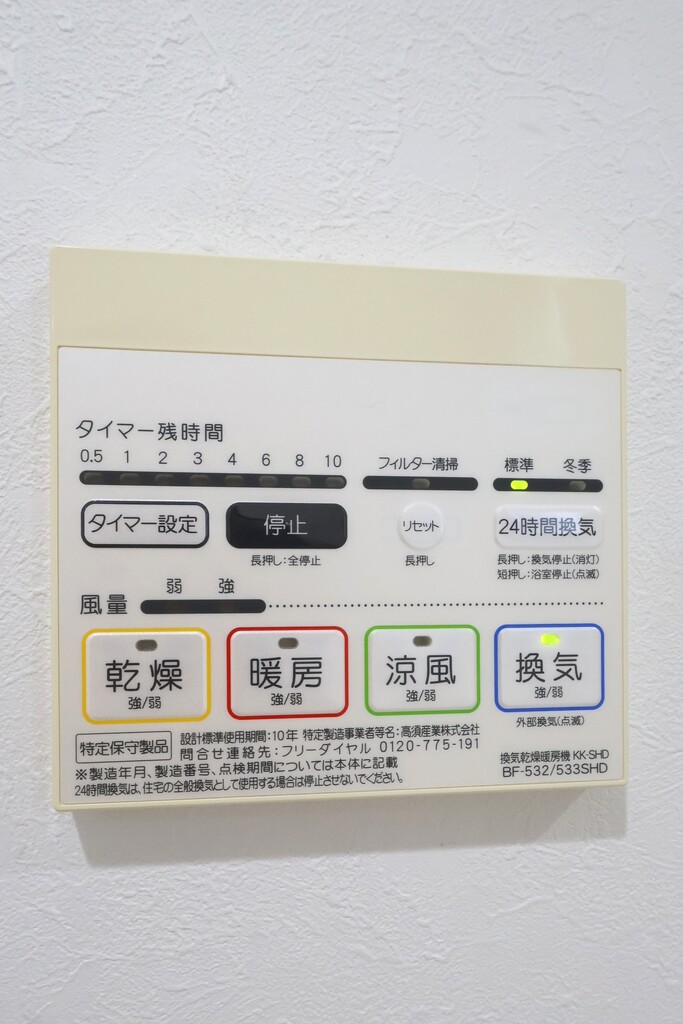 タイマー残時間
0.5 1 2 3 4 6 8 10
フィルター清掃
標準 冬季
タイマー設定
停止
リセット
24時間換気
長押し:全停止
長押し
長押し:換気停止(消灯)
短押し:浴室停止(点滅)
風量 弱 強
乾燥
強/弱
暖房
強/弱
涼風
強/弱
換気
強/弱
外部換気(点滅)
特定保守製品
設計標準使用期間:10年 特定製造事業者等名:高須産業株式会社
問合せ連絡先:フリーダイヤル 0120-775-191
※製造年月、製造番号、点検期間については本体に記載
24時間換気は、住宅の全般換気として使用する場合は停止させないでください。
換気乾燥暖房機 KK-SHD
BF-532/533SHD